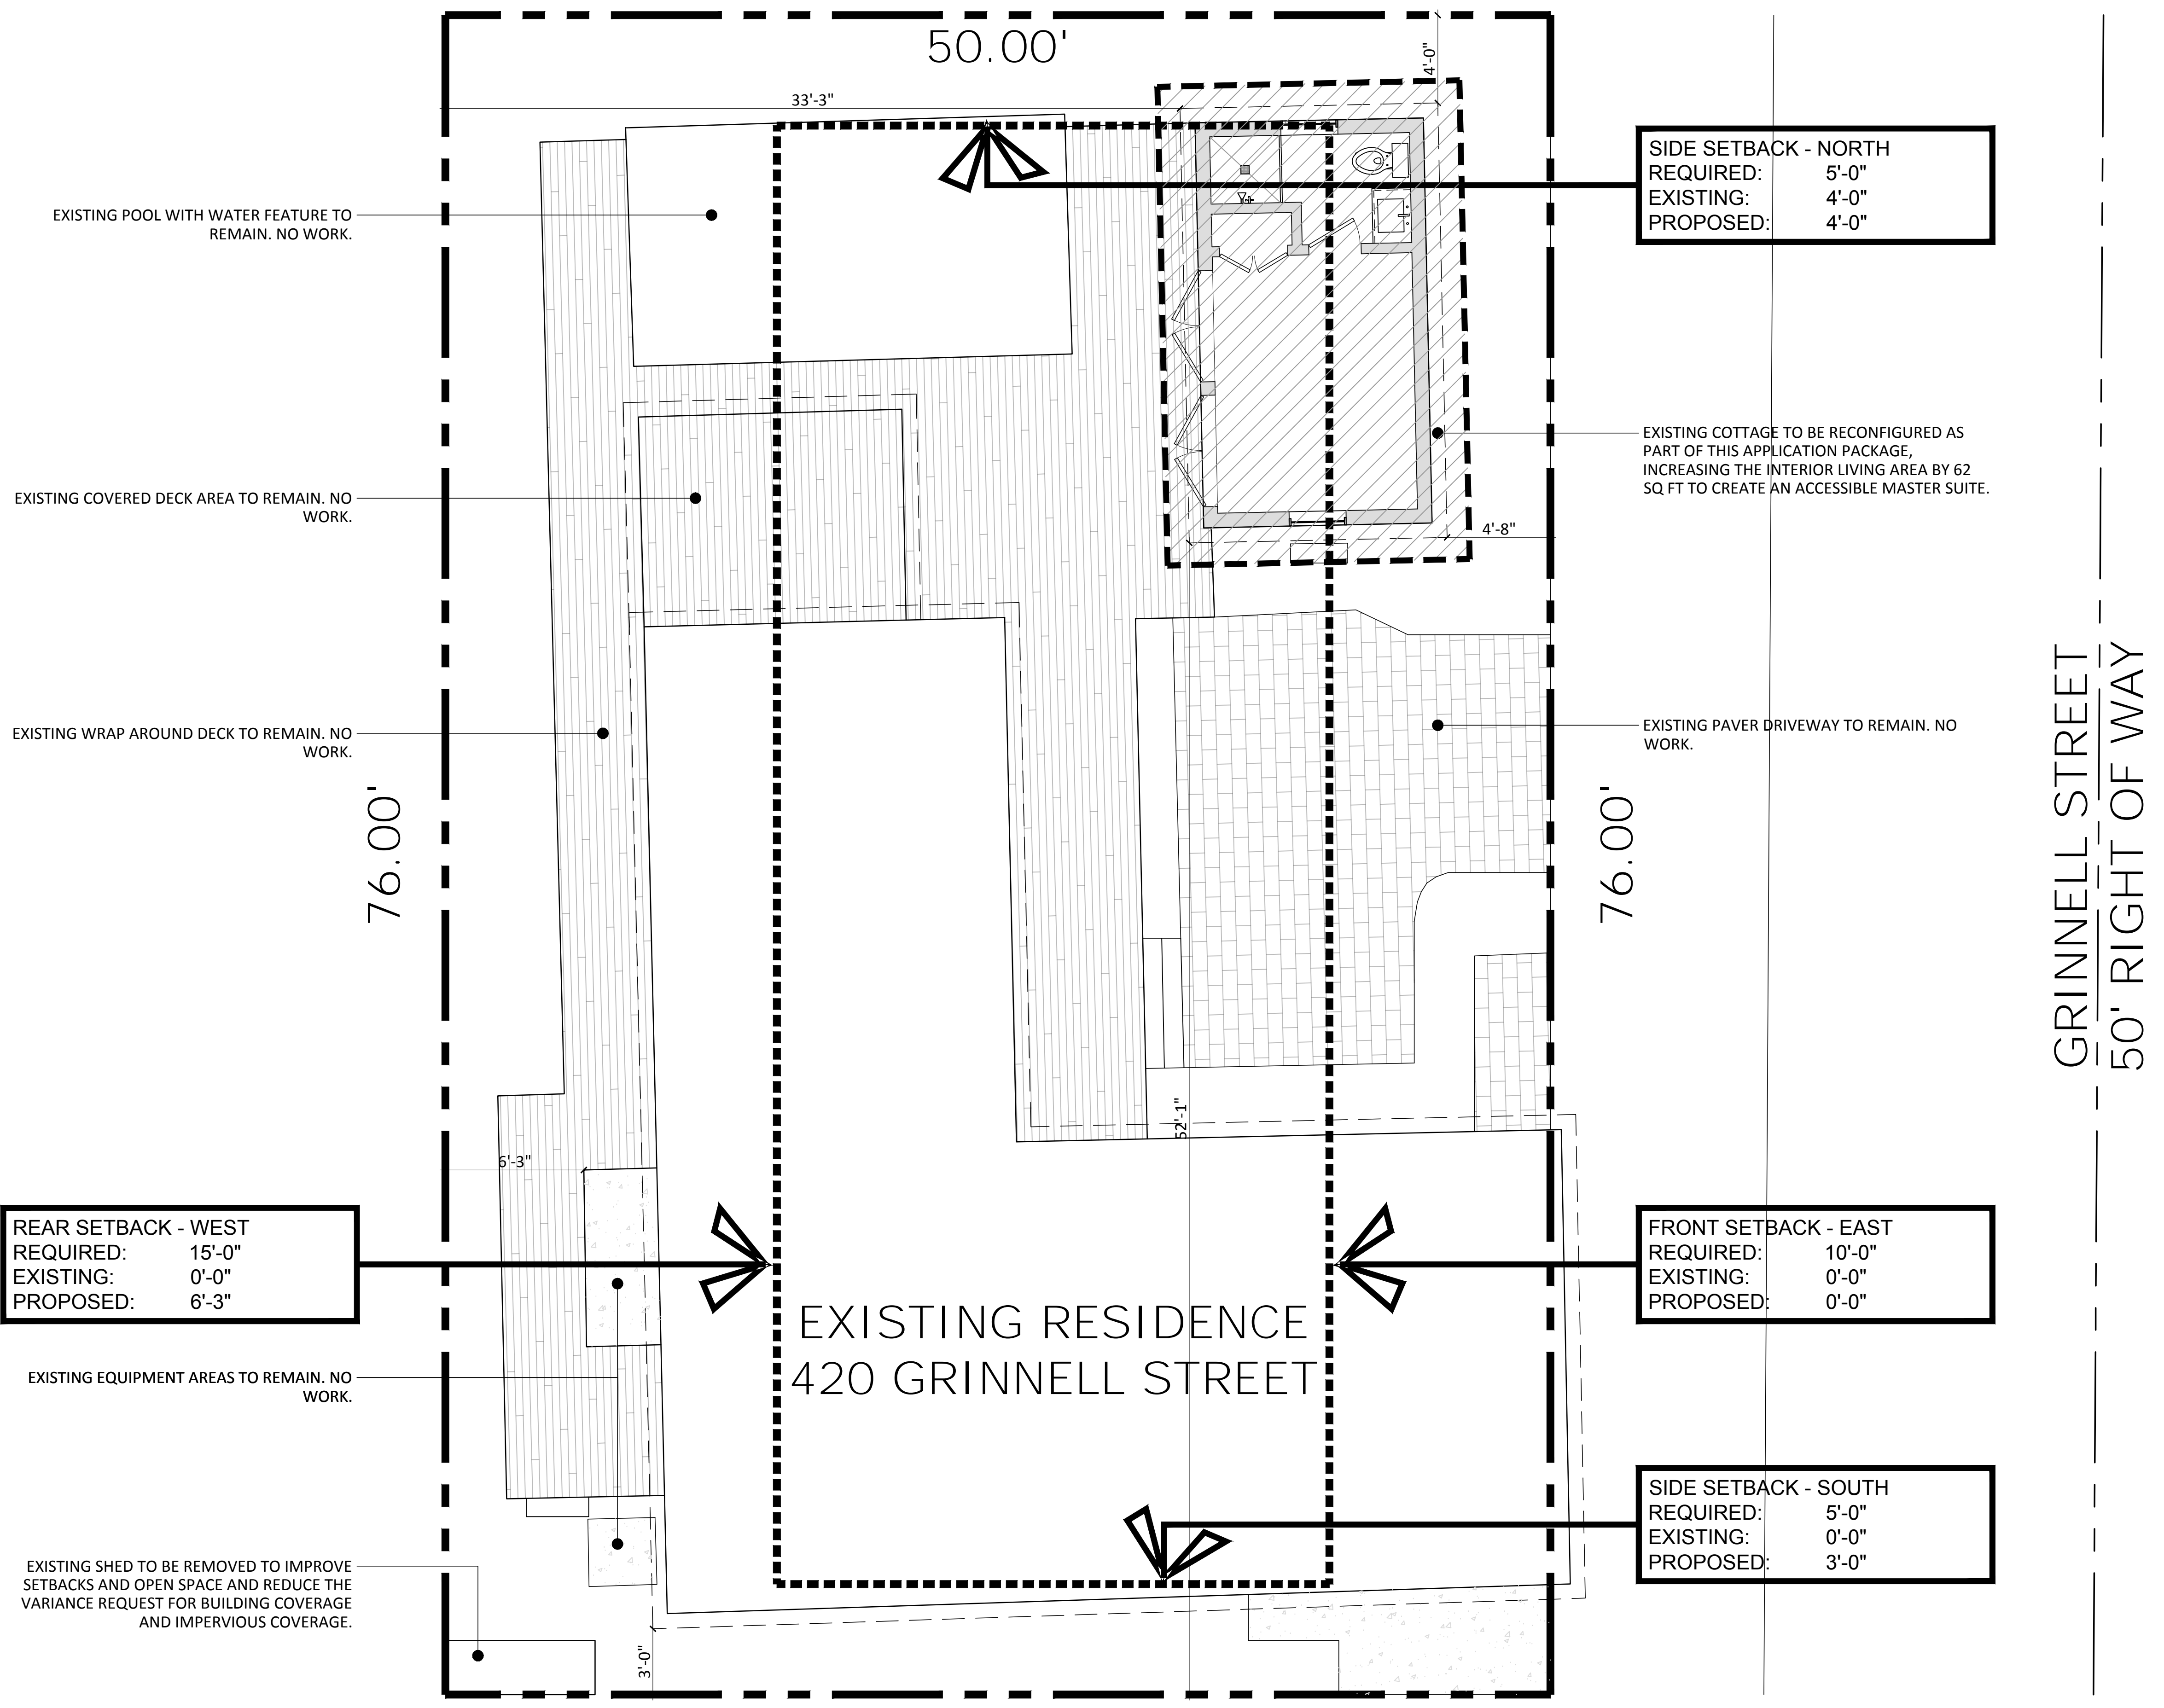 50.00'
4'-0"
33'-3"
SIDE SETBACK - NORTH
REQUIRED: 5'-0"
EXISTING: 4'-0"
PROPOSED: 4'-0"
EXISTING POOL WITH WATER FEATURE TO
REMAIN. NO WORK.
EXISTING COTTAGE TO BE RECONFIGURED AS
PART OF THIS APPLICATION PACKAGE,
INCREASING THE INTERIOR LIVING AREA BY 62
SQ FT TO CREATE AN ACCESSIBLE MASTER SUITE.
EXISTING COVERED DECK AREA TO REMAIN. NO
WORK.
4'-8"
EXISTING WRAP AROUND DECK TO REMAIN. NO
WORK.
EXISTING PAVER DRIVEWAY TO REMAIN. NO
WORK.
76.00'
76.00'
GRINNELL STREET
50' RIGHT OF WAY
52'-1"
6'-3"
REAR SETBACK - WEST
REQUIRED: 15'-0"
EXISTING: 0'-0"
PROPOSED: 6'-3"
FRONT SETBACK - EAST
REQUIRED: 10'-0"
EXISTING: 0'-0"
PROPOSED: 0'-0"
EXISTING RESIDENCE
420 GRINNELL STREET
EXISTING EQUIPMENT AREAS TO REMAIN. NO
WORK.
SIDE SETBACK - SOUTH
REQUIRED: 5'-0"
EXISTING: 0'-0"
PROPOSED: 3'-0"
EXISTING SHED TO BE REMOVED TO IMPROVE
SETBACKS AND OPEN SPACE AND REDUCE THE
VARIANCE REQUEST FOR BUILDING COVERAGE
AND IMPERVIOUS COVERAGE.
3'-0"